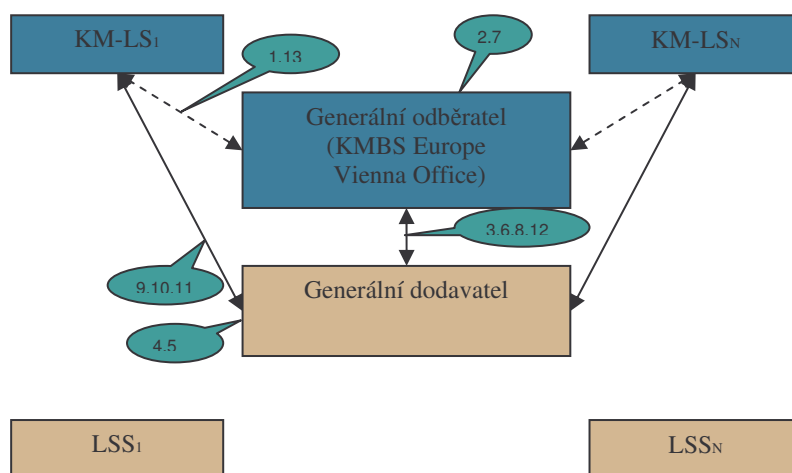 KM-LS1
1.13
2.7
KM-LSN
Generální odběratel
(KMBS Europe
Vienna Office)
3.6.8.12
9.10.11
Generální dodavatel
4.5
LSS1
LSSN